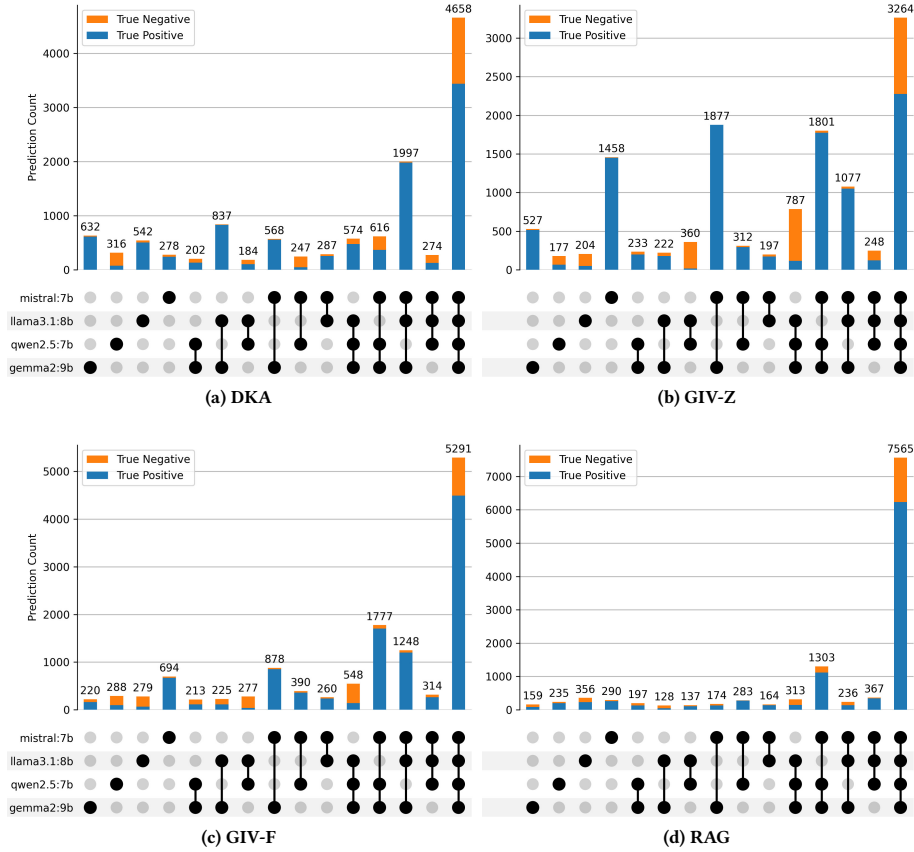 True Negative
True Positive
Prediction Count
4000
3000
2000
1000
0
632 316 542 278 202 837 184 568 247 287 574 616 1997 274 4658
mistral:7b
llama3.1:8b
qwen2.5:7b
gemma2:9b
(a) DKA
True Negative
True Positive
3000
2500
2000
1500
1000
500
0
527 177 204 1458 233 222 360 1877 312 197 787 1801 1077 248 3264
(b) GIV-Z
True Negative
True Positive
Prediction Count
5000
4000
3000
2000
1000
0
220 288 279 694 213 225 277 878 390 260 548 1777 1248 314 5291
mistral:7b
llama3.1:8b
qwen2.5:7b
gemma2:9b
(c) GIV-F
True Negative
True Positive
7000
6000
5000
4000
3000
2000
1000
0
159 235 356 290 197 128 137 174 283 164 313 1303 236 367 7565
(d) RAG